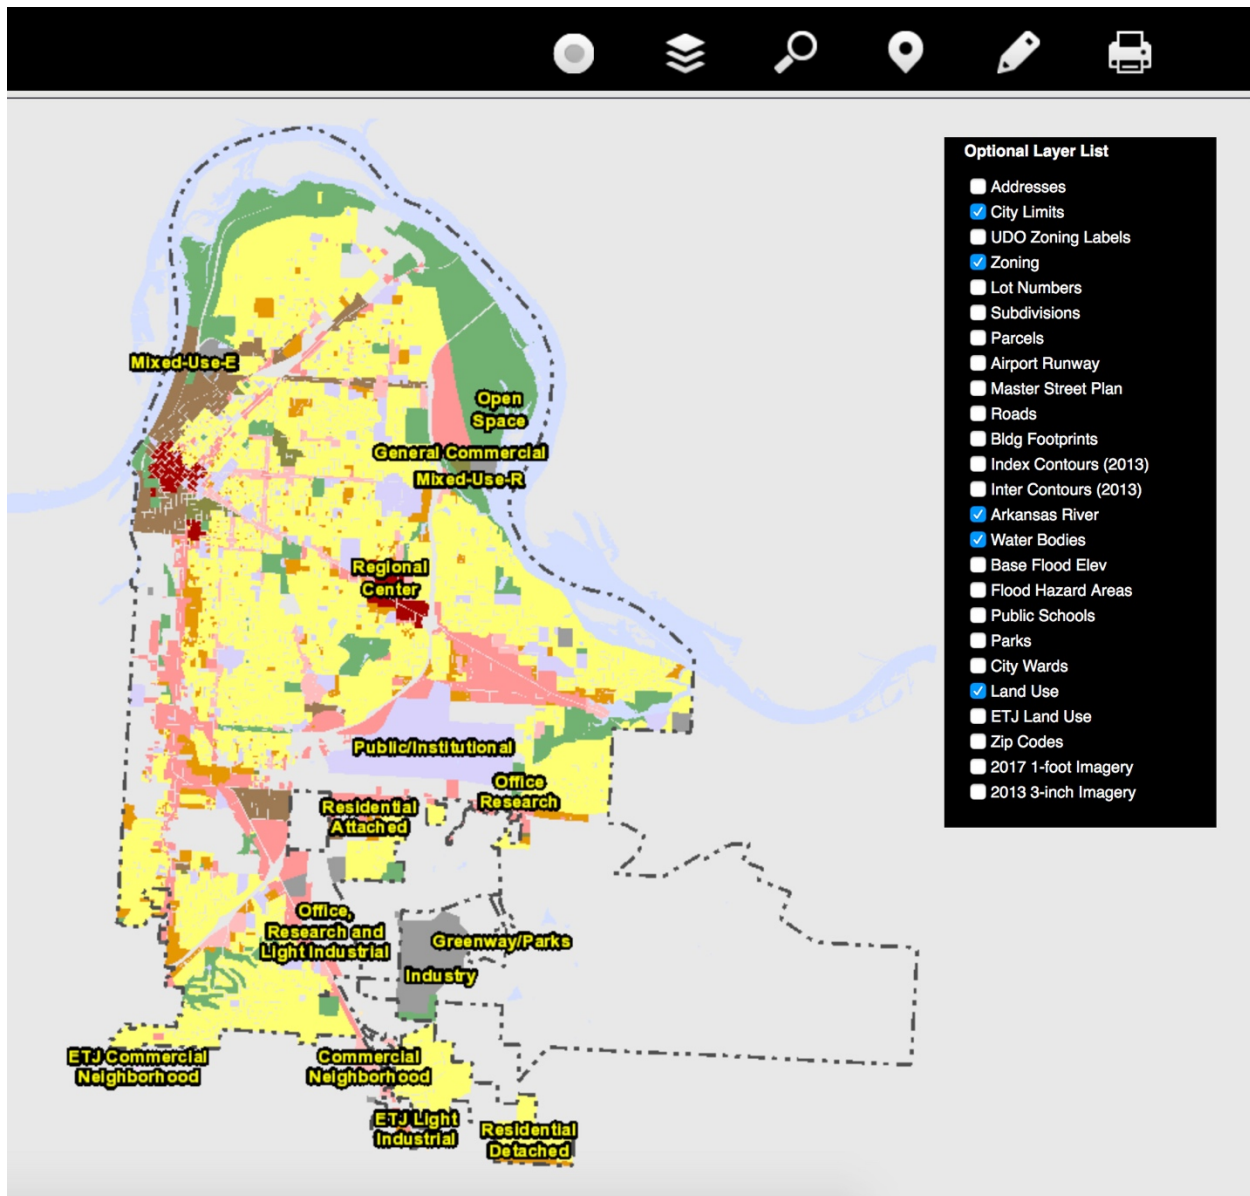 Optional Layer List
Addresses
City Limits
UDO Zoning Labels
Zoning
Lot Numbers
Subdivisions
Parcels
Airport Runway
Master Street Plan
Roads
Bldg Footprints
Index Contours (2013)
Inter Contours (2013)
Arkansas River
Water Bodies
Base Flood Elev
Flood Hazard Areas
Public Schools
Parks
City Wards
Land Use
ETJ Land Use
Zip Codes
2017 1-foot Imagery
2013 3-inch Imagery
Mixed-Use-E
Open
Space
General Commercial
Mixed-Use-R
Regional
Center
Public/Institutional
Office
Research
Residential
Attached
Office,
Research and
Light Industrial
Greenway/Parks
Industry
ETJ Commercial
Neighborhood
Commercial
Neighborhood
ETJ Light
Industrial
Residential
Detached